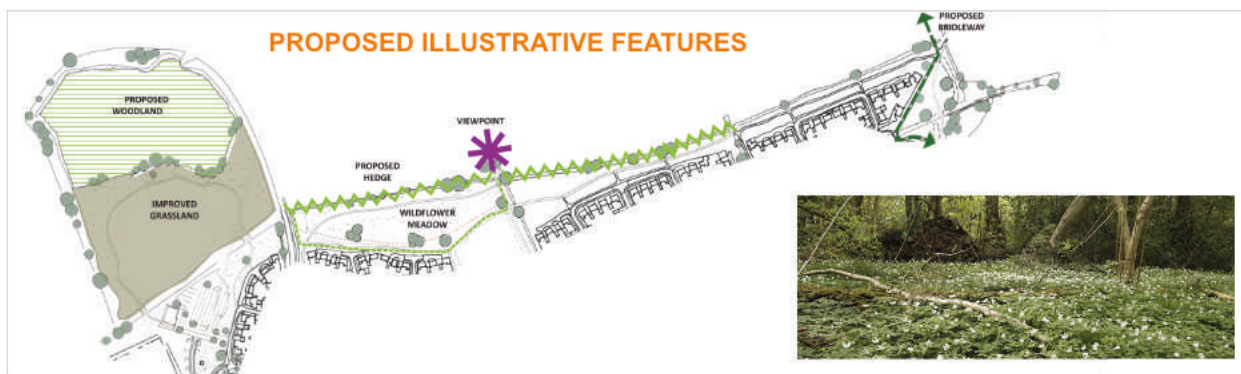 PROPOSED ILLUSTRATIVE FEATURES
PROPOSED
BRIDLEWAY
PROPOSED
WOODLAND
VIEWPOINT
PROPOSED
HEDGE
IMPROVED
GRASSLAND
WILDFLOWER
MEADOW